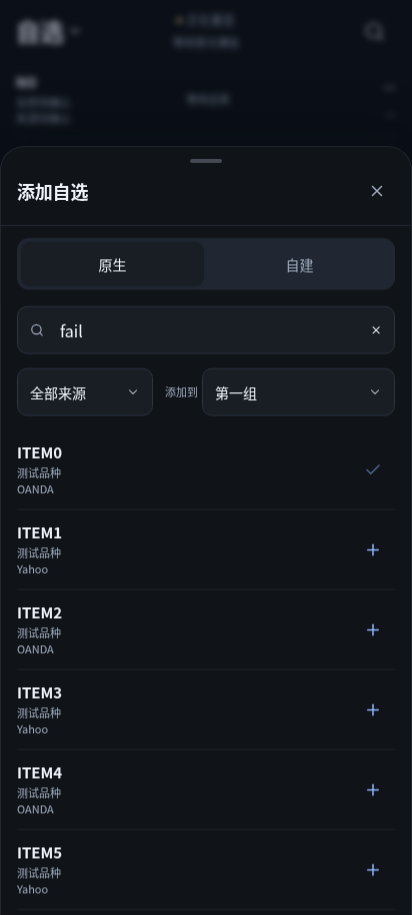 自选
添加自选
原生
自建
fail
全部来源
添加到
第一组
ITEM0
测试品种
OANDA
ITEM1
测试品种
Yahoo
ITEM2
测试品种
OANDA
ITEM3
测试品种
Yahoo
ITEM4
测试品种
OANDA
ITEM5
测试品种
Yahoo